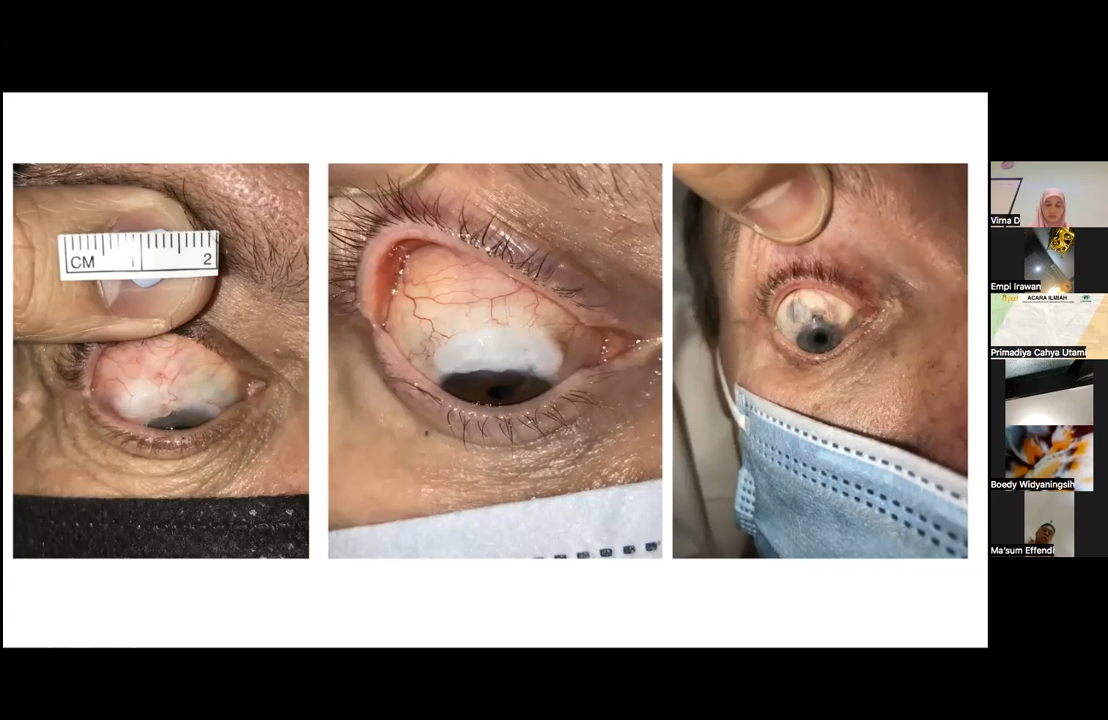 CM 1 2
Virna D
Empi Irawan
ACARA ILMIAH
Primadiya Cahya Utami
Boedy Widyaningsih
Ma'sum Effendi